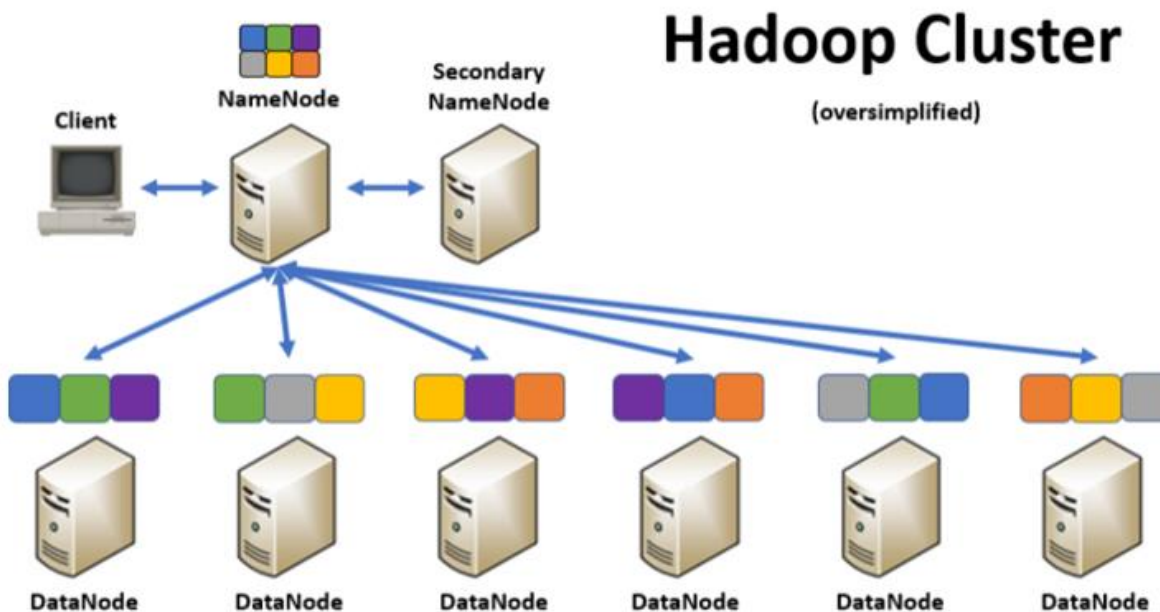 Hadoop Cluster
(oversimplified)
NameNode
Secondary
NameNode
Client
DataNode
DataNode
DataNode
DataNode
DataNode
DataNode